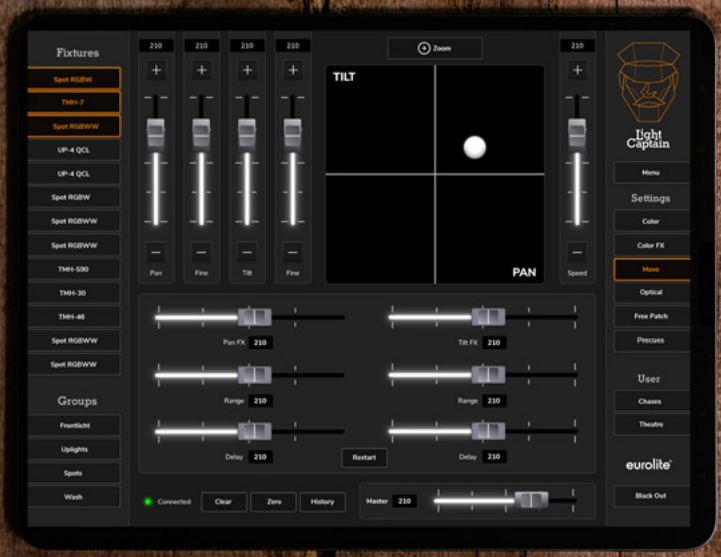 Fixtures
Spot RGBW
TMH-7
Spot RGBWW
UP-4 QCL
UP-4 QCL
Spot RGBW
Spot RGBWW
Spot RGBWW
TMH-S90
TMH-30
TMH-46
Spot RGBWW
Spot RGBWW
Groups
Frontlicht
Uplights
Spots
Wash
210
210
210
210
Pan
Fine
Tilt
Fine
Zoom
TILT
PAN
210
Speed
Pan FX 210
Tilt FX 210
Range 210
Range 210
Delay 210
Restart
Delay 210
Connected
Clear
Zero
History
Master 210
light
Captain
Menu
Settings
Color
Color FX
Move
Optical
Free Patch
Precues
User
Chases
Theatre
eurolite®
Black Out